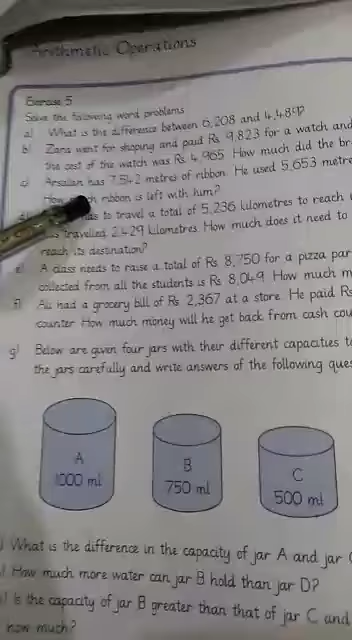 Arithmetic Operations
Exercise 5
Solve the following word problems
a) What is the difference between 6,208 and 4,489?
b) Zara went for shoping and paid Rs. 9,823 for a watch and
the cost of the watch was Rs. 4,965 How much did the br
c) Arsalan has 7,542 metres of ribbon. He used 5,653 metre
How ribbon is left with him?
to travel a total of 5,236 kilometres to reach
travelled 2,429 kilometres. How much does it need to
reach its destination?
e) A class needs to raise a total of Rs. 8,750 for a pizza par
collected from all the students is Rs. 8,049. How much m
f) Ali had a grocery bill of Rs. 2,367 at a store. He paid Rs
counter. How much money will he get back from cash cou
g) Below are given four jars with their different capacities t
the jars carefully and write answers of the following ques
A
1000 ml
B
750 ml
C
500 ml
What is the difference in the capacity of jar A and jar
How much more water can jar B hold than jar D?
Is the capacity of jar B greater than that of jar C and
how much?